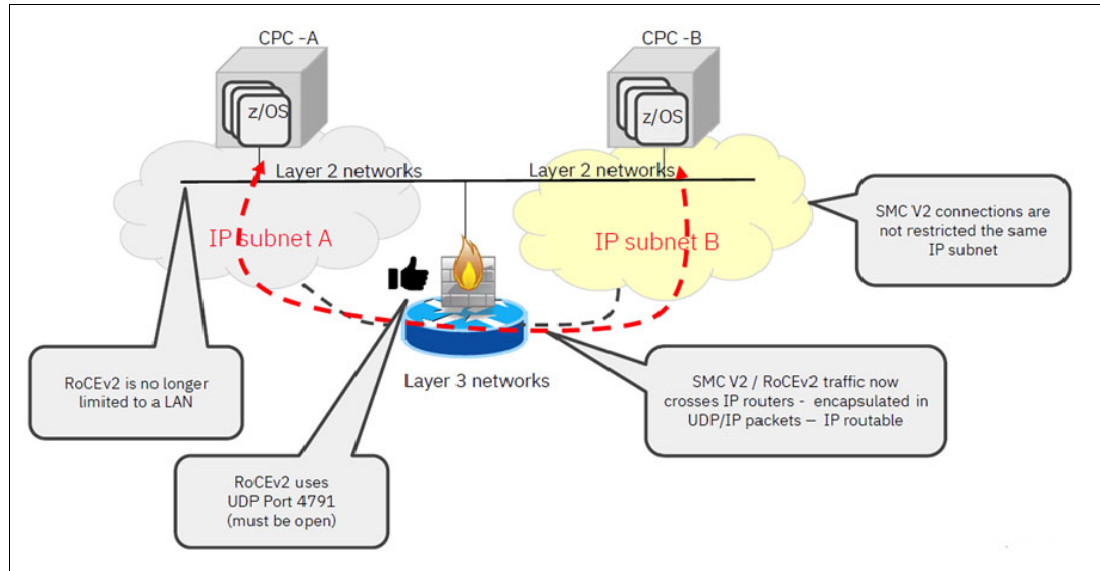 CPC -A
CPC -B
z/OS
z/OS
Layer 2 networks
Layer 2 networks
IP subnet A
IP subnet B
SMC V2 connections are
not restricted the same
IP subnet
RoCEv2 is no longer
limited to a LAN
Layer 3 networks
SMC V2 / RoCEv2 traffic now
crosses IP routers - encapsulated in
UDP/IP packets – IP routable
RoCEv2 uses
UDP Port 4791
(must be open)